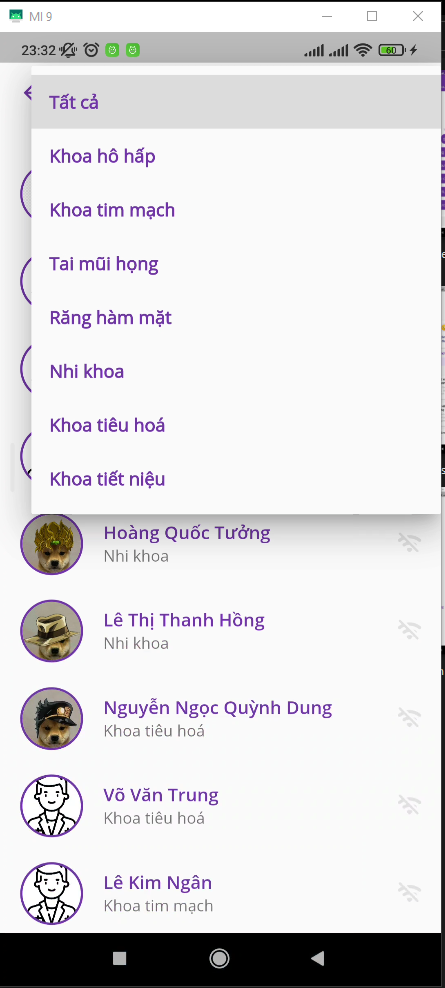 MI 9
23:32
60
Tất cả
Khoa hô hấp
Khoa tim mạch
Tai mũi họng
Răng hàm mặt
Nhi khoa
Khoa tiêu hoá
Khoa tiết niệu
Hoàng Quốc Tưởng
Nhi khoa
Lê Thị Thanh Hồng
Nhi khoa
Nguyễn Ngọc Quỳnh Dung
Khoa tiêu hoá
Võ Văn Trung
Khoa tiêu hoá
Lê Kim Ngân
Khoa tim mạch